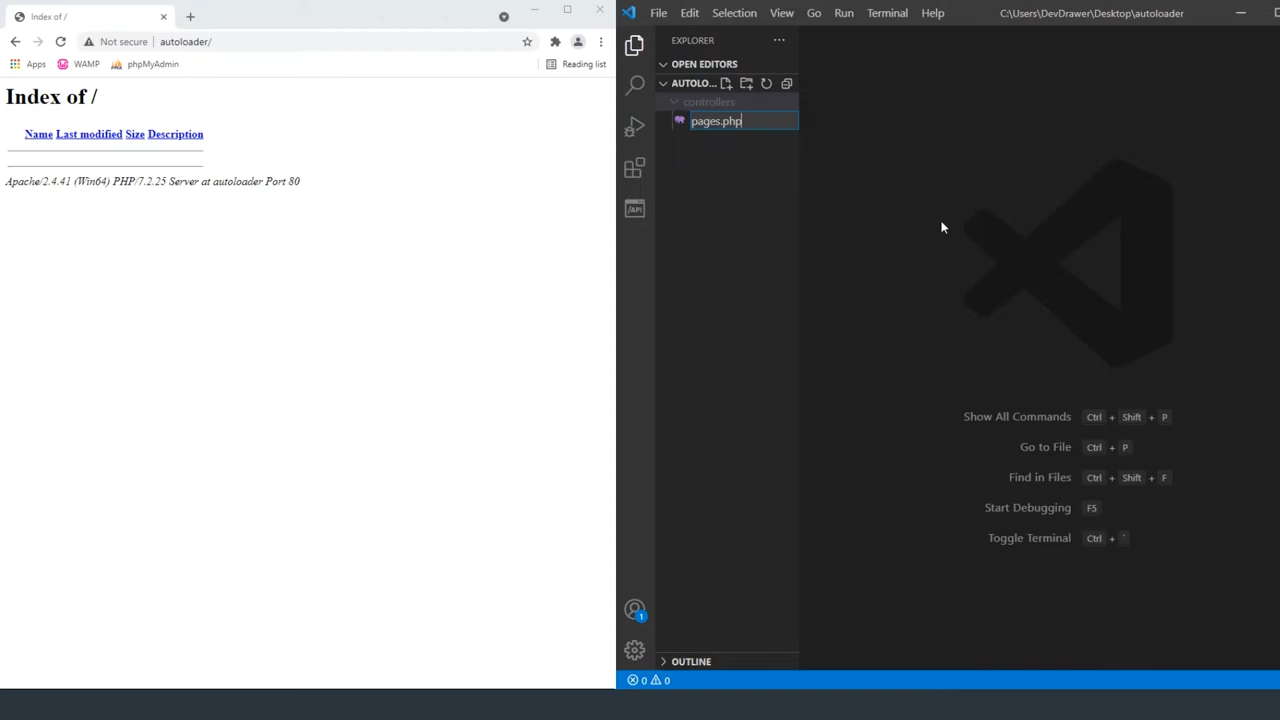 Index of /
Not secure
autoloader/
Apps
WAMP
phpMyAdmin
Reading list
Index of /
Name Last modified Size Description
Apache/2.4.41 (Win64) PHP/7.2.25 Server at autoloader Port 80
File Edit Selection View Go Run Terminal Help
C:\Users\DevDrawer\Desktop\autoloader
EXPLORER
OPEN EDITORS
AUTOLO...
controllers
pages.php
/API
Show All Commands Ctrl + Shift + P
Go to File Ctrl + P
Find in Files Ctrl + Shift + F
Start Debugging F5
Toggle Terminal Ctrl + `
1
OUTLINE
0 0